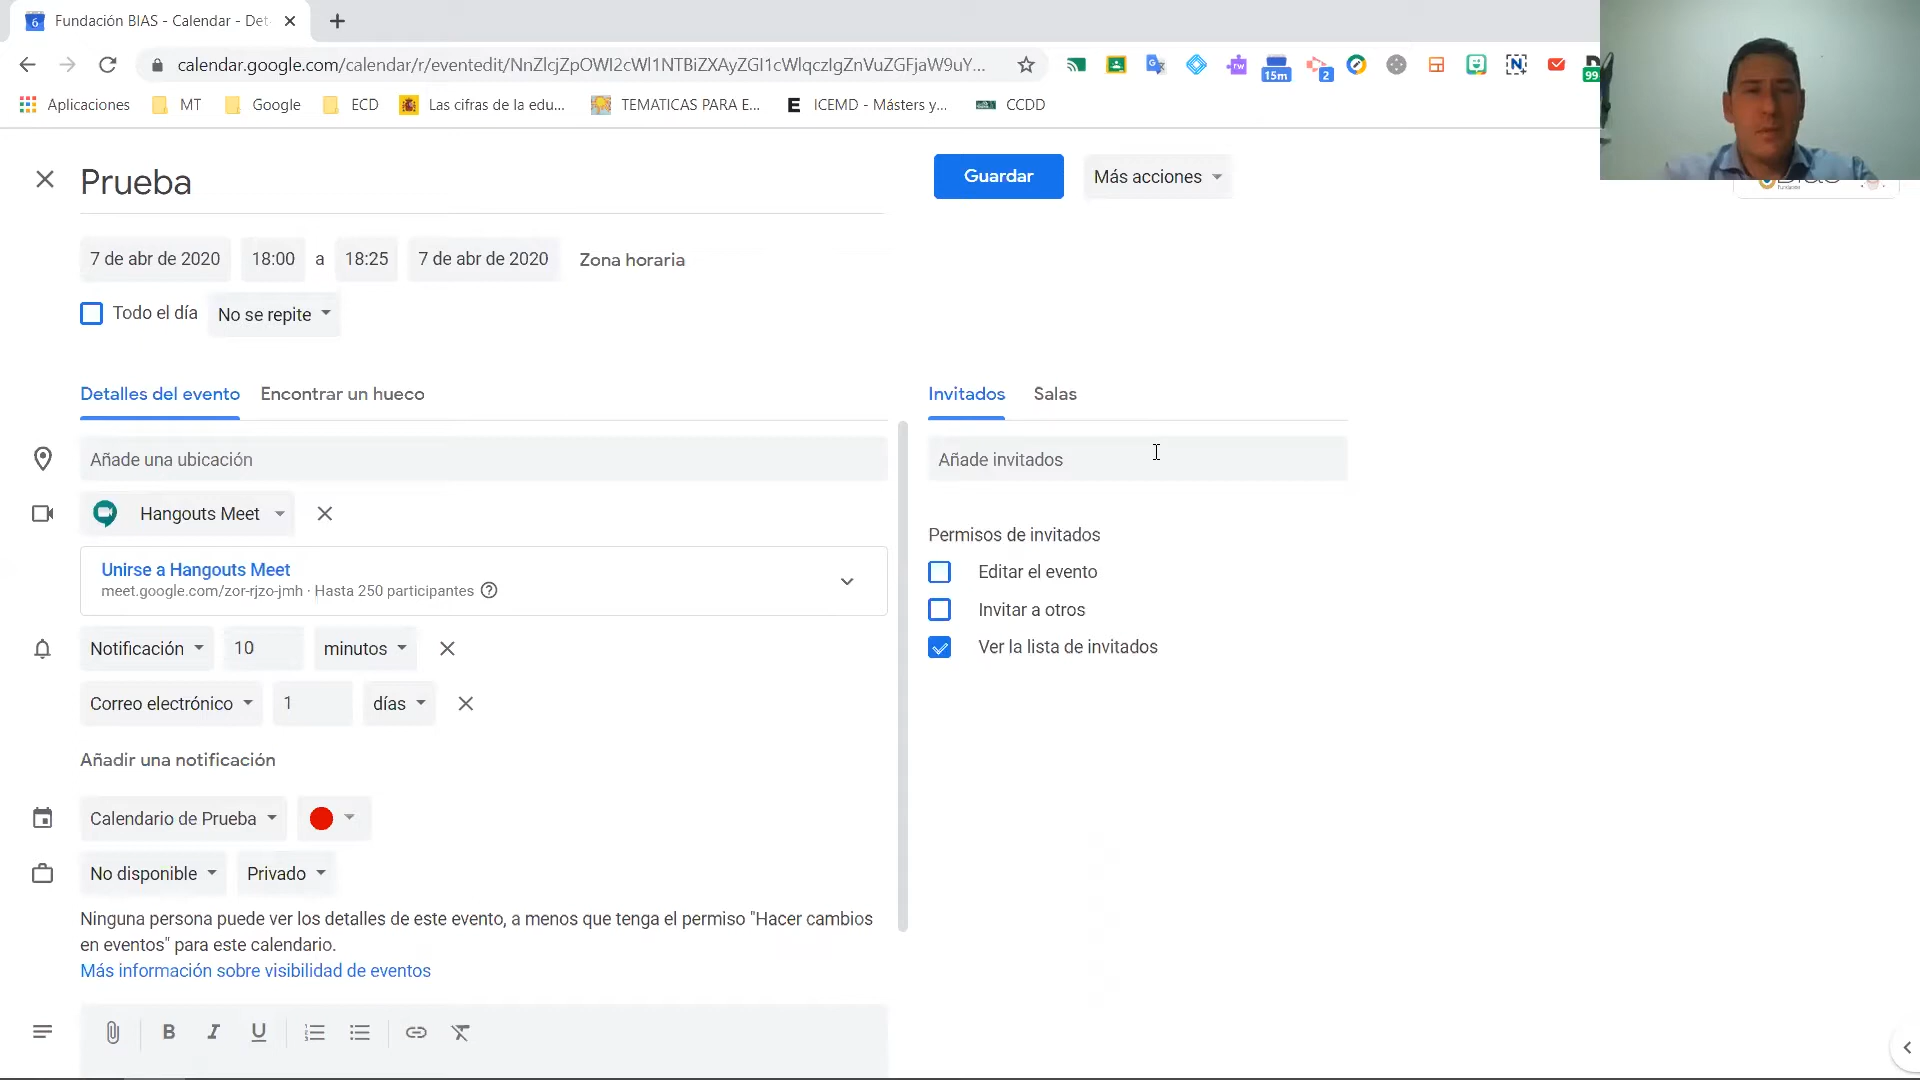 Fundación BIAS - Calendar - Det
calendar.google.com/calendar/r/eventedit/NnZlcjZpOWI2cWl1NTBiZXAyZGI1cWlqczIgZnVuZGFjaW9uY...
15m
2
99
Aplicaciones
MT
Google
ECD
Las cifras de la edu...
TEMATICAS PARA E...
ICEMD - Másters y...
CCDD
Prueba
Guardar
Más acciones
7 de abr de 2020
18:00
a
18:25
7 de abr de 2020
Zona horaria
Todo el día
No se repite
Detalles del evento
Encontrar un hueco
Invitados
Salas
Añade una ubicación
Añade invitados
Hangouts Meet
Unirse a Hangouts Meet
meet.google.com/zor-rjzo-jmh · Hasta 250 participantes
Permisos de invitados
Editar el evento
Invitar a otros
Ver la lista de invitados
Notificación
10
minutos
Correo electrónico
1
días
Añadir una notificación
Calendario de Prueba
No disponible
Privado
Ninguna persona puede ver los detalles de este evento, a menos que tenga el permiso "Hacer cambios
en eventos" para este calendario.
Más información sobre visibilidad de eventos
B
I
U